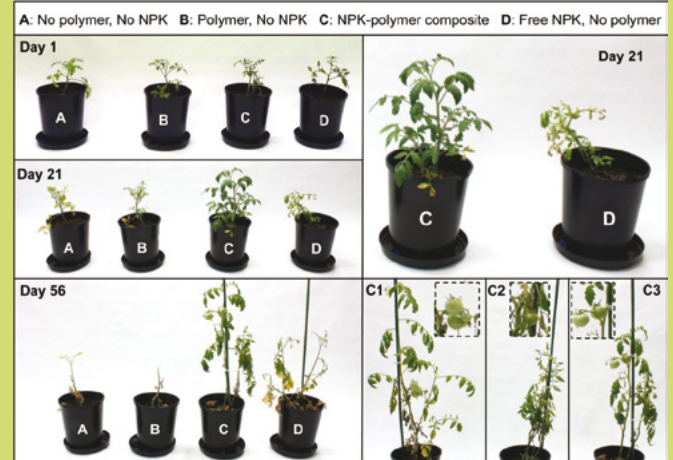 A: No polymer, No NPK B: Polymer, No NPK C: NPK-polymer composite D: Free NPK, No polymer
Day 1
A B C D
Day 21
A B C D
Day 21
C D
Day 56
A B C D
C1 C2 C3